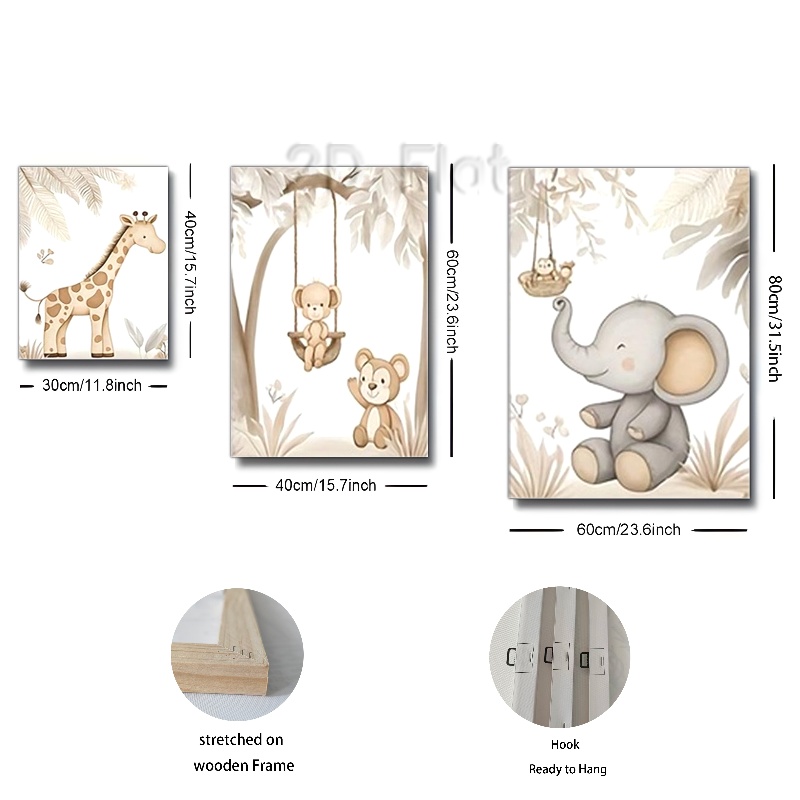 2D Flat
40cm/15.7inch
30cm/11.8inch
60cm/23.6inch
40cm/15.7inch
80cm/31.5inch
60cm/23.6inch
stretched on
wooden Frame
Hook
Ready to Hang